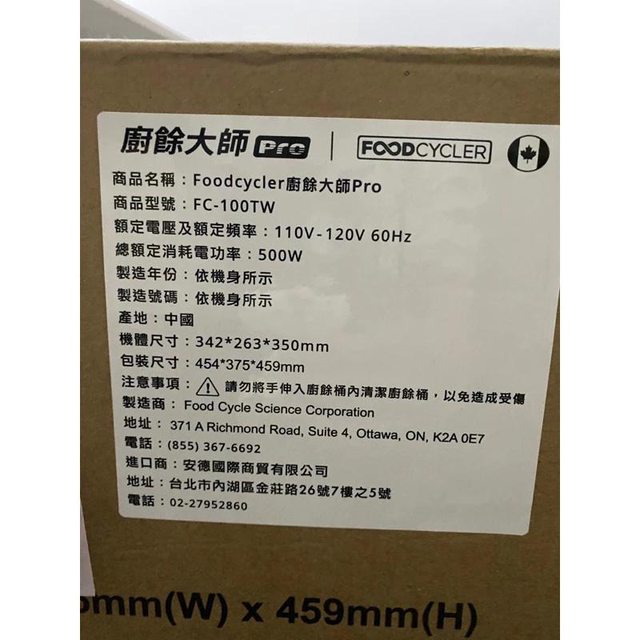 廚餘大師 Pro | FOODCYCLER
商品名稱：Foodcycler廚餘大師Pro
商品型號：FC-100TW
額定電壓及額定頻率：110V-120V 60Hz
總額定消耗電功率：500W
製造年份：依機身所示
製造號碼：依機身所示
產地：中國
機體尺寸：342*263*350mm
包裝尺寸：454*375*459mm
注意事項：請勿將手伸入廚餘桶內清潔廚餘桶，以免造成受傷
製造商：Food Cycle Science Corporation
地址：371 A Richmond Road, Suite 4, Ottawa, ON, K2A 0E7
電話：(855) 367-6692
進口商：安德國際商貿有限公司
地址：台北市內湖區金莊路26號7樓之5號
電話：02-27952860
mm(W) x 459mm(H)